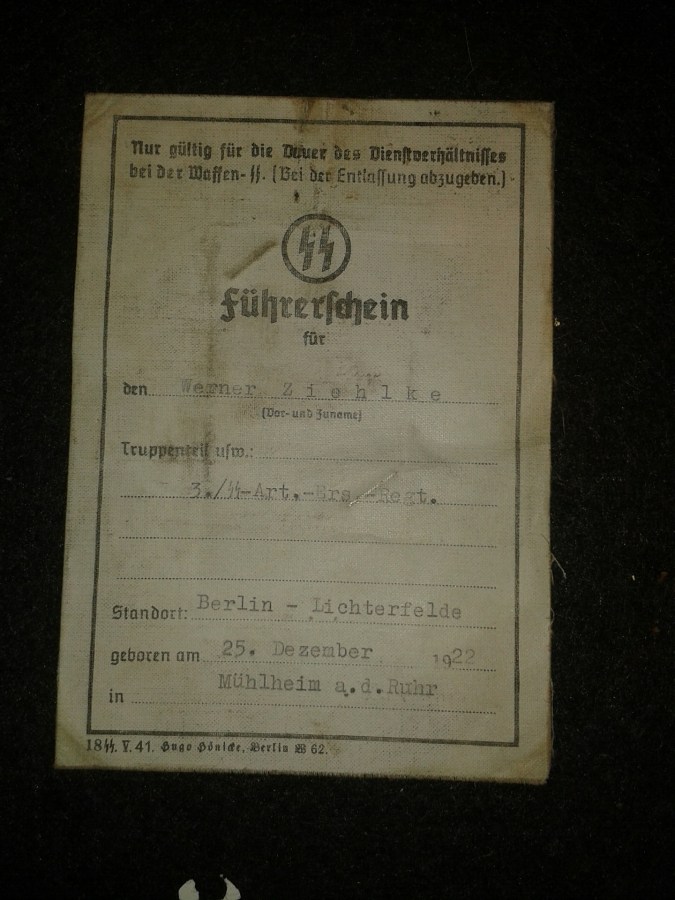 Nur gültig für die Dauer des Dienstverhältnisses
bei der Waffen-SS. (Bei der Entlassung abzugeben.)
SS
Führerschein
für
den Werner Ziehlke
(Vor- und Zuname)
Truppenteil usw.:
3./SS-Art.-Ers.-Regt.
Standort: Berlin - Lichterfelde
geboren am 25. Dezember 1922
in Mühlheim a.d.Ruhr
18 SS. V. 41. Hugo Hönicke, Berlin W 62.